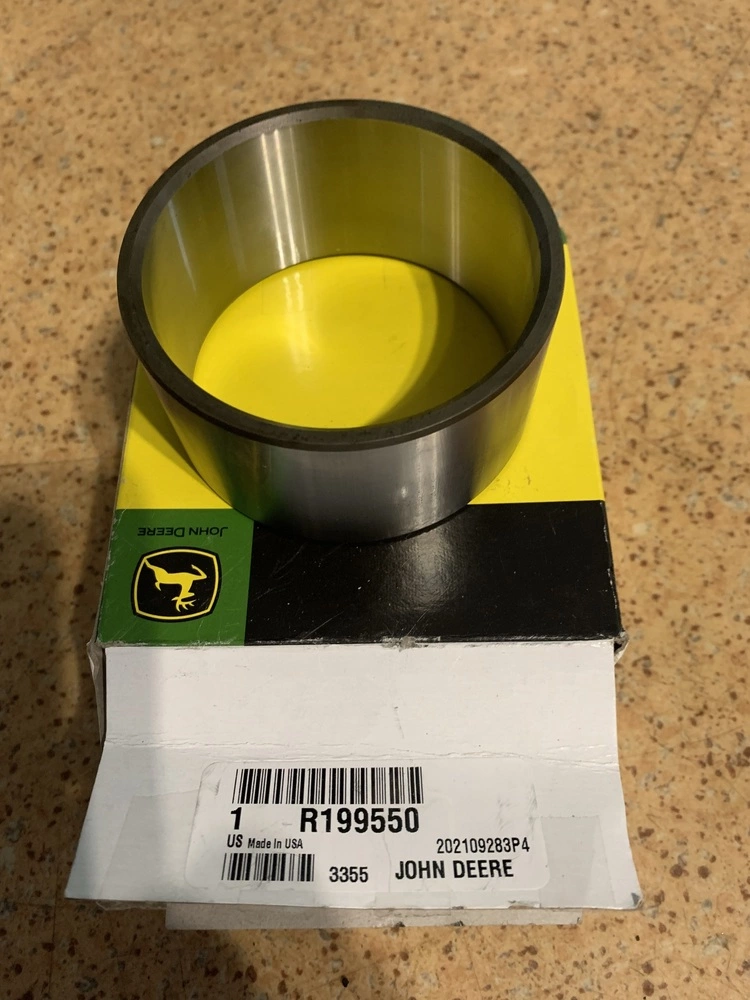 JOHN DEERE
1 R199550
US Made In USA 202109283P4
3355 JOHN DEERE